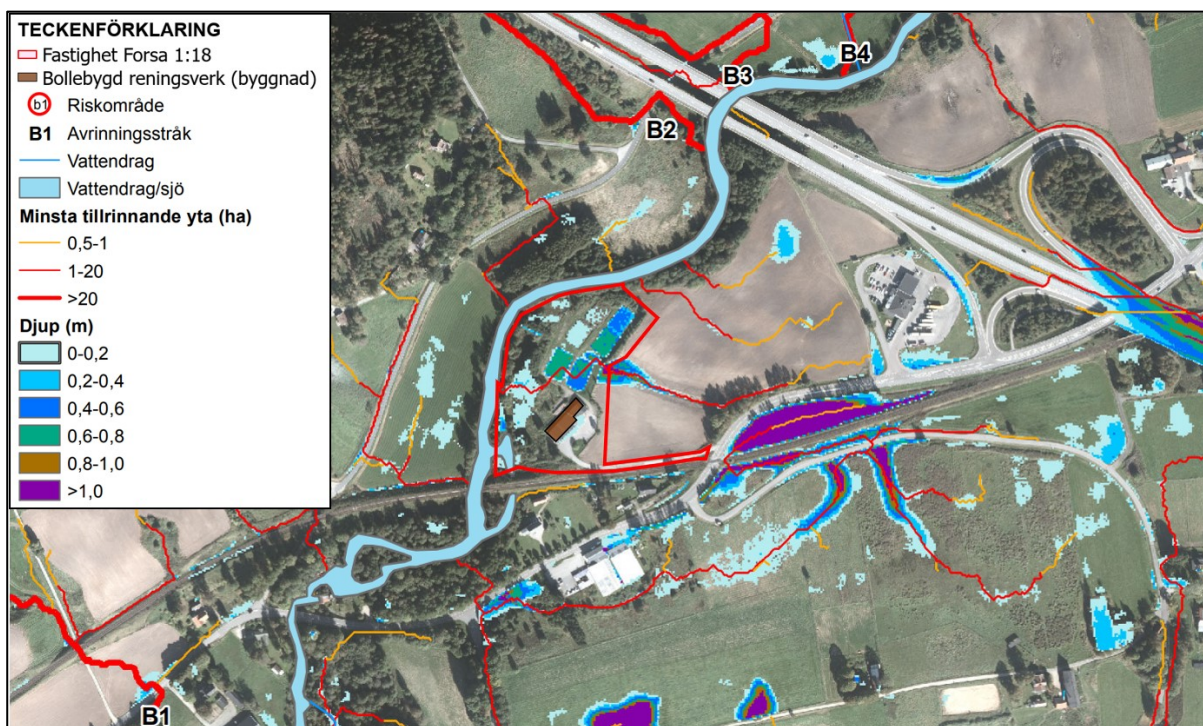 TECKENFÖRKLARING
Fastighet Forsa 1:18
Bollebygd reningsverk (byggnad)
b1 Riskområde
B1 Avrinningsstråk
Vattendrag
Vattendrag/sjö
Minsta tillrinnande yta (ha)
0,5-1
1-20
>20
Djup (m)
0-0,2
0,2-0,4
0,4-0,6
0,6-0,8
0,8-1,0
>1,0
B4
B3
B2
B1